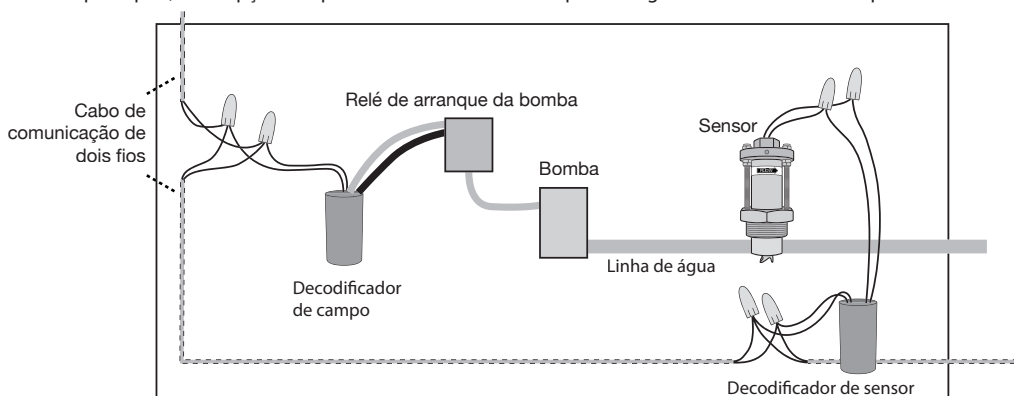 Cabo de
comunicação de
dois fios
Relé de arranque da bomba
Sensor
FLOW
Bomba
Linha de água
Decodificador
de campo
Decodificador de sensor